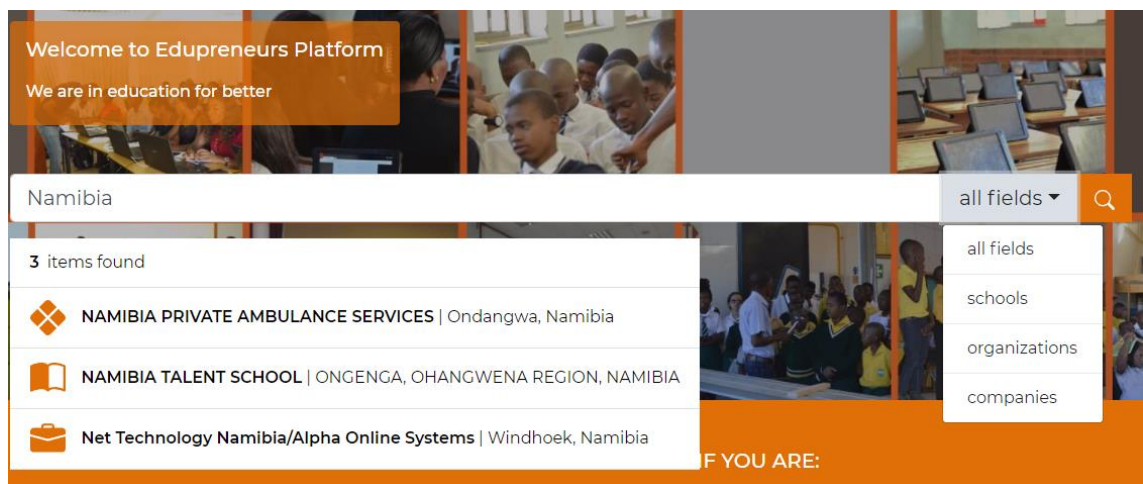 Welcome to Edupreneurs Platform
We are in education for better
Namibia
all fields
3 items found
NAMIBIA PRIVATE AMBULANCE SERVICES | Ondangwa, Namibia
NAMIBIA TALENT SCHOOL | ONGENGA, OHANGWENA REGION, NAMIBIA
Net Technology Namibia/Alpha Online Systems | Windhoek, Namibia
all fields
schools
organizations
companies
IF YOU ARE: